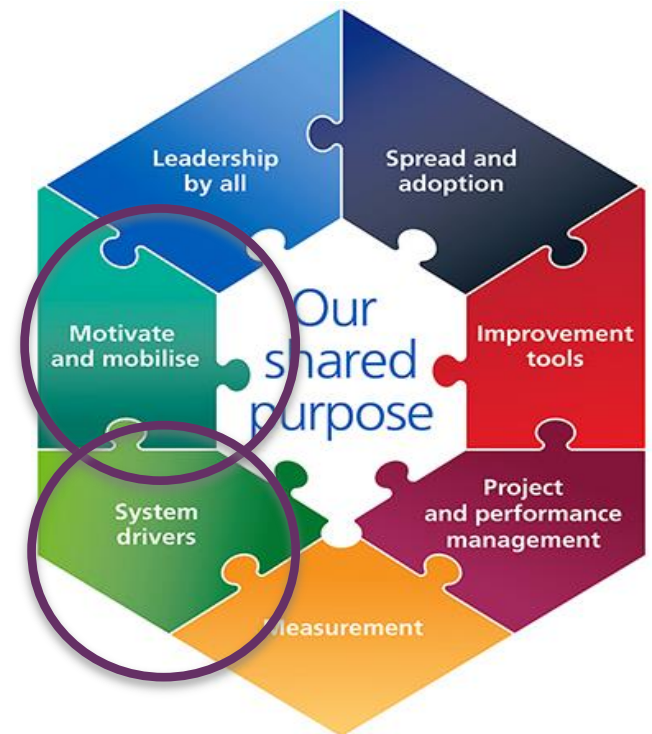 Leadership
by all
Spread and
adoption
Motivate
and mobilise
Our
shared
purpose
Improvement
tools
System
drivers
Project
and performance
management
Measurement